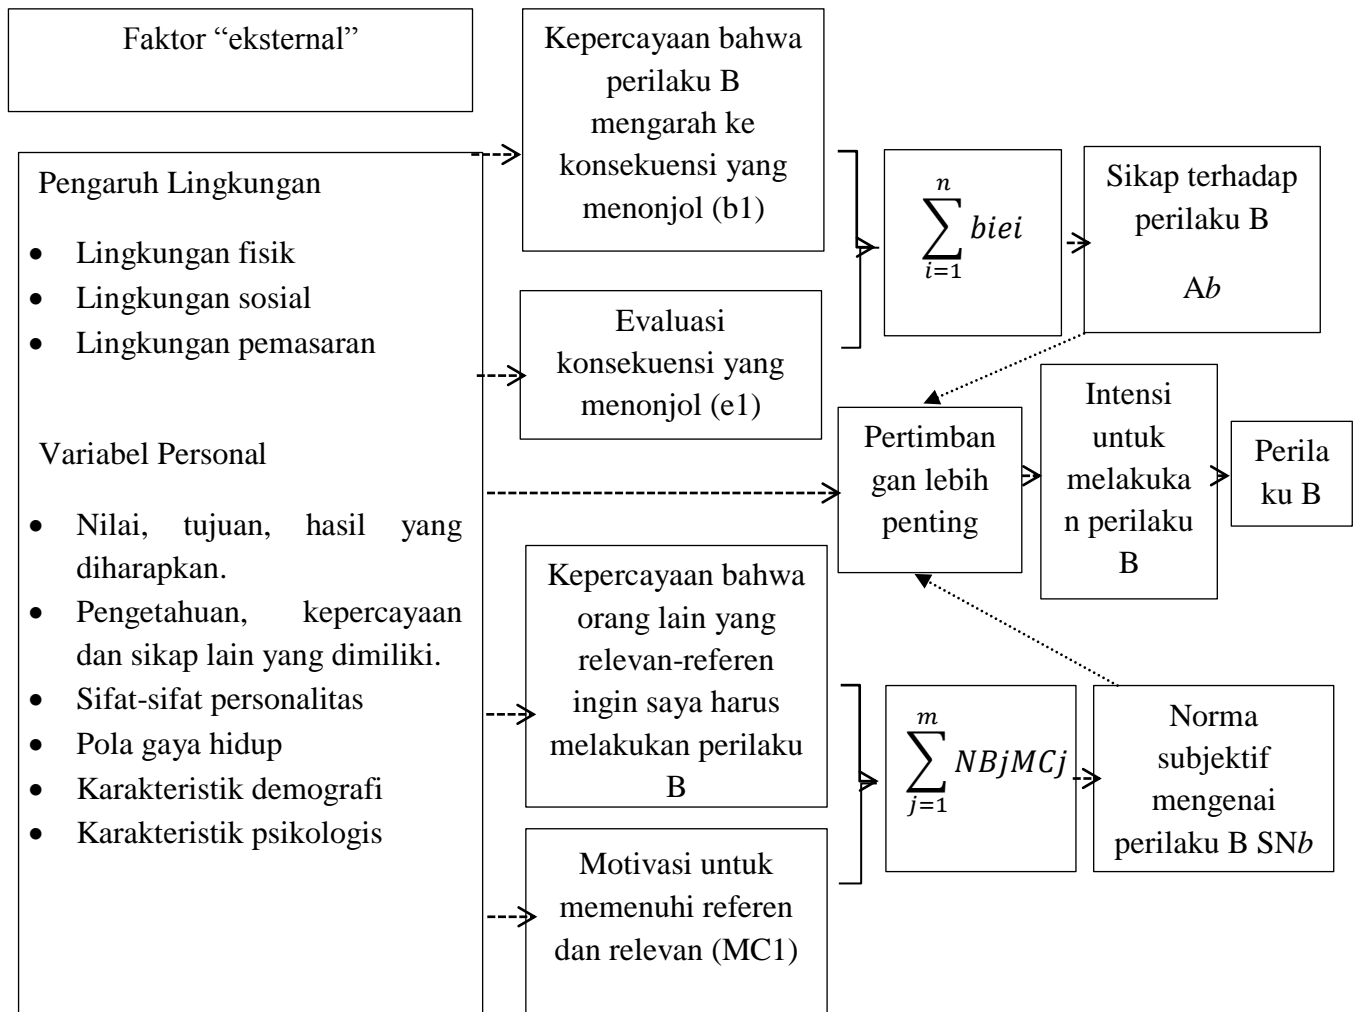 Faktor “eksternal”
Pengaruh Lingkungan
• Lingkungan fisik
• Lingkungan sosial
• Lingkungan pemasaran
Variabel Personal
• Nilai, tujuan, hasil yang
diharapkan.
• Pengetahuan, kepercayaan
dan sikap lain yang dimiliki.
• Sifat-sifat personalitas
• Pola gaya hidup
• Karakteristik demografi
• Karakteristik psikologis
Kepercayaan bahwa
perilaku B
mengarah ke
konsekuensi yang
menonjol (b1)
Evaluasi
konsekuensi yang
menonjol (e1)
Kepercayaan bahwa
orang lain yang
relevan-referen
ingin saya harus
melakukan perilaku
B
Motivasi untuk
memenuhi referen
dan relevan (MC1)
n
∑ biei
i=1
Sikap terhadap
perilaku B
Ab
Pertimban
gan lebih
penting
Intensi
untuk
melakuka
n perilaku
B
Perila
ku B
m
∑ NBjMCj
j=1
Norma
subjektif
mengenai
perilaku B SNb